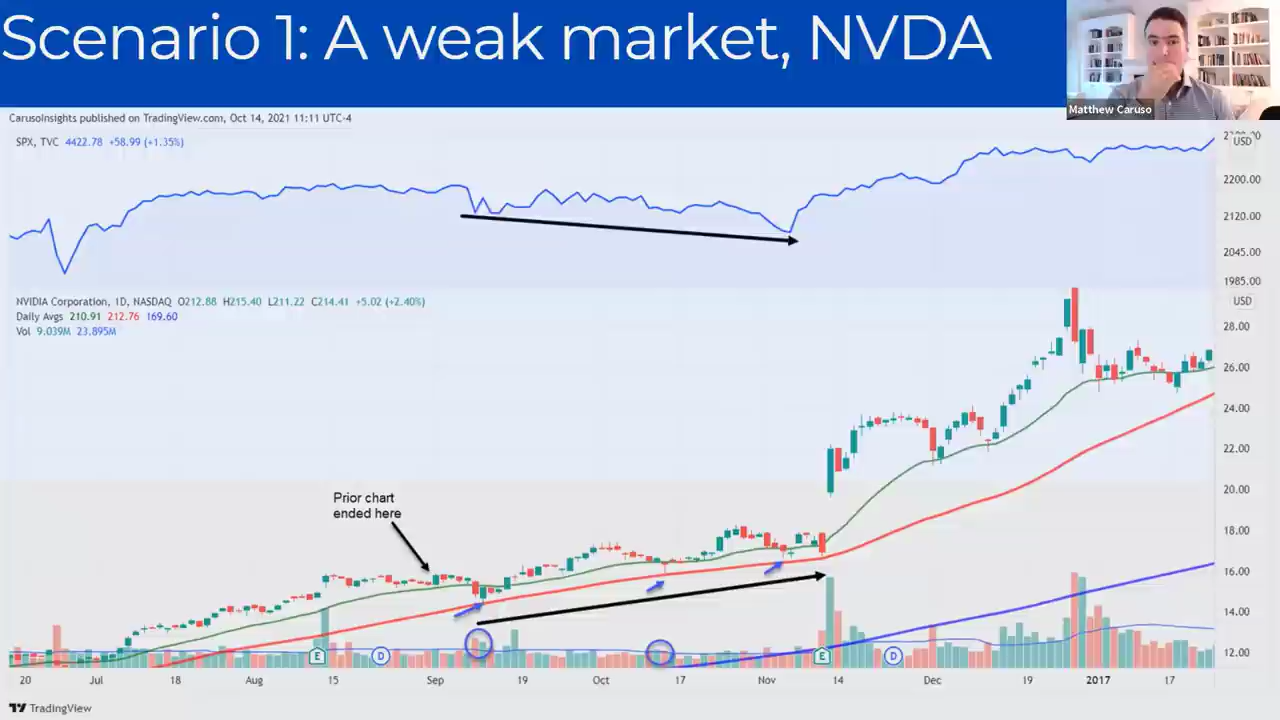 Scenario 1: A weak market, NVDA
Matthew Caruso
CarusoInsights published on TradingView.com, Oct 14, 2021 11:11 UTC-4
SPX, TVC 4422.78 +58.99 (+1.35%)
USD
2200.00
2120.00
2045.00
1985.00
NVIDIA Corporation, 1D, NASDAQ O212.88 H215.40 L211.22 C214.41 +5.02 (+2.40%)
USD
Daily Avgs 210.91 212.76 169.60
Vol 9.039M 23.895M
28.00
26.00
24.00
22.00
20.00
Prior chart
ended here
18.00
16.00
14.00
12.00
E D E D
20 Jul 18 Aug 15 Sep 19 Oct 17 Nov 14 Dec 19 2017 17
TradingView